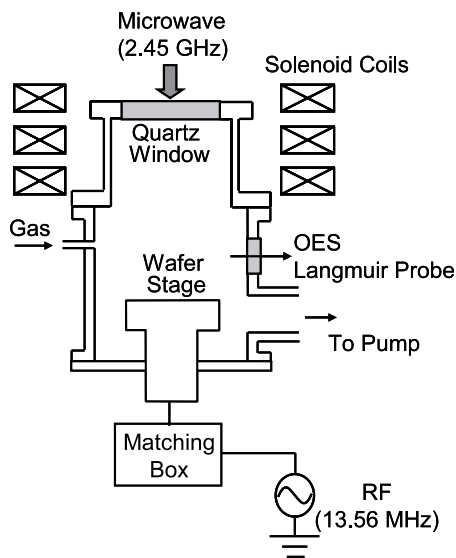 Microwave
(2.45 GHz)
Solenoid Coils
Quartz
Window
Gas
OES
Langmuir Probe
Wafer
Stage
To Pump
Matching
Box
RF
(13.56 MHz)